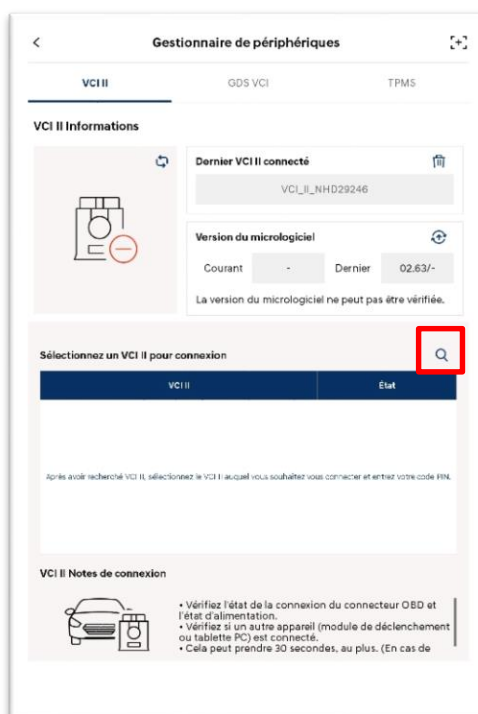 Gestionnaire de périphériques
VCI II
GDS VCI
TPMS
VCI II Informations
Dernier VCI II connecté
VCI_II_NHD29246
Version du micrologiciel
Courant - Dernier 02.63/-
La version du micrologiciel ne peut pas être vérifiée.
Sélectionnez un VCI II pour connexion
VCI II État
Après avoir recherché VCI II, sélectionnez le VCI II auquel vous souhaitez vous connecter et entrez votre code PIN.
VCI II Notes de connexion
• Vérifiez l'état de la connexion du connecteur OBD et
l'état d'alimentation.
• Vérifiez si un autre appareil (module de déclenchement
ou tablette PC) est connecté.
• Cela peut prendre 30 secondes, au plus. (En cas de